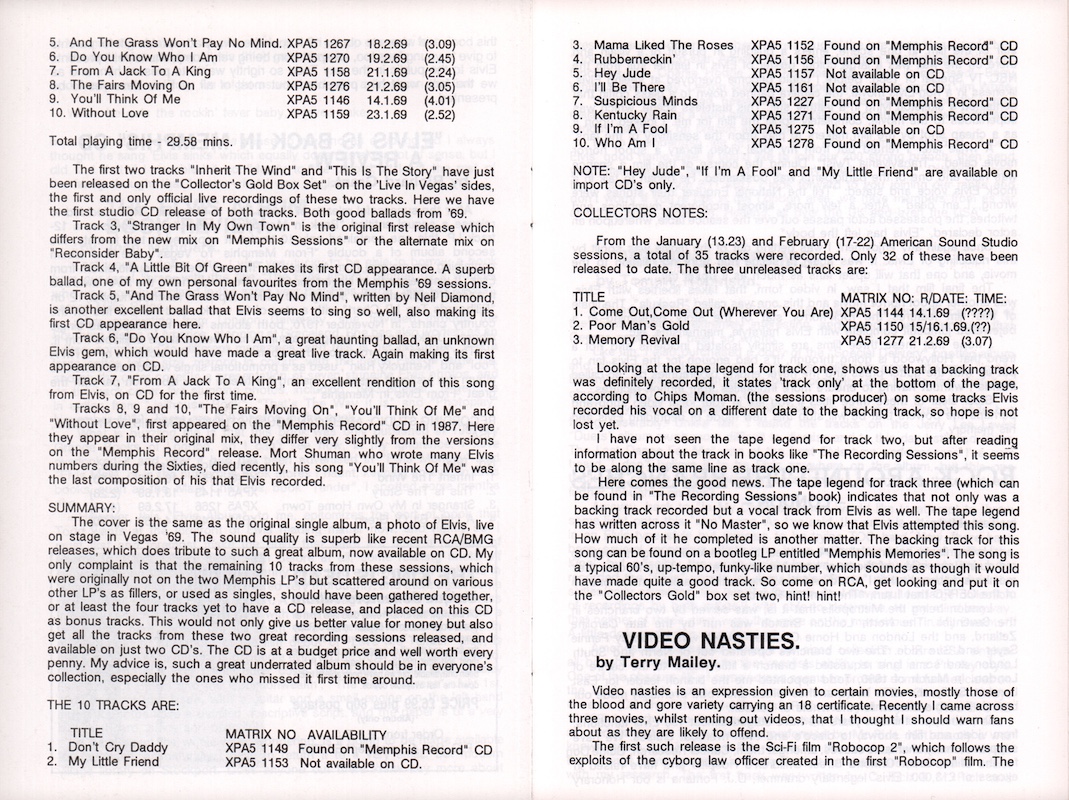 5. And The Grass Won't Pay No Mind. XPA5 1267 18.2.69 (3.09)
6. Do You Know Who I Am XPA5 1270 19.2.69 (2.45)
7. From A Jack To A King XPA5 1158 21.1.69 (2.24)
8. The Fairs Moving On XPA5 1276 21.2.69 (3.05)
9. You'll Think Of Me XPA5 1146 14.1.69 (4.01)
10. Without Love XPA5 1159 23.1.69 (2.52)
Total playing time - 29.58 mins.
The first two tracks "Inherit The Wind" and "This Is The Story" have just
been released on the "Collector's Gold Box Set" on the 'Live In Vegas' sides,
the first and only official live recordings of these two tracks. Here we have
the first studio CD release of both tracks. Both good ballads from '69.
Track 3, "Stranger In My Own Town" is the original first release which
differs from the new mix on "Memphis Sessions" or the alternate mix on
"Reconsider Baby".
Track 4, "A Little Bit Of Green" makes its first CD appearance. A superb
ballad, one of my own personal favourites from the Memphis '69 sessions.
Track 5, "And The Grass Won't Pay No Mind", written by Neil Diamond,
is another excellent ballad that Elvis seems to sing so well, also making its
first CD appearance here.
Track 6, "Do You Know Who I Am", a great haunting ballad, an unknown
Elvis gem, which would have made a great live track. Again making its first
appearance on CD.
Track 7, "From A Jack To A King", an excellent rendition of this song
from Elvis, on CD for the first time.
Tracks 8, 9 and 10, "The Fairs Moving On", "You'll Think Of Me" and
"Without Love", first appeared on the "Memphis Record" CD in 1987. Here
they appear in their original mix, they differ very slightly from the versions
on the "Memphis Record" release. Mort Shuman who wrote many Elvis
numbers during the Sixties, died recently, his song "You'll Think Of Me" was
the last composition of his that Elvis recorded.
SUMMARY:
The cover is the same as the original single album, a photo of Elvis, live
on stage in Vegas '69. The sound quality is superb like recent RCA/BMG
releases, which does tribute to such a great album, now available on CD. My
only complaint is that the remaining 10 tracks from these sessions, which
were originally not on the two Memphis LP's but scattered around on various
other LP's as fillers, or used as singles, should have been gathered together,
or at least the four tracks yet to have a CD release, and placed on this CD
as bonus tracks. This would not only give us better value for money but also
get all the tracks from these two great recording sessions released, and
available on just two CD's. The CD is at a budget price and well worth every
penny. My advice is, such a great underrated album should be in everyone's
collection, especially the ones who missed it first time around.
THE 10 TRACKS ARE:
TITLE MATRIX NO AVAILABILITY
1. Don't Cry Daddy XPA5 1149 Found on "Memphis Record" CD
2. My Little Friend XPA5 1153 Not available on CD.
3. Mama Liked The Roses XPA5 1152 Found on "Memphis Record" CD
4. Rubberneckin' XPA5 1156 Found on "Memphis Record" CD
5. Hey Jude XPA5 1157 Not available on CD
6. I'll Be There XPA5 1161 Not available on CD
7. Suspicious Minds XPA5 1227 Found on "Memphis Record" CD
8. Kentucky Rain XPA5 1271 Found on "Memphis Record" CD
9. If I'm A Fool XPA5 1275 Not available on CD
10. Who Am I XPA5 1278 Found on "Memphis Record" CD
NOTE: "Hey Jude", "If I'm A Fool" and "My Little Friend" are available on
import CD's only.
COLLECTORS NOTES:
From the January (13.23) and February (17-22) American Sound Studio
sessions, a total of 35 tracks were recorded. Only 32 of these have been
released to date. The three unreleased tracks are:
TITLE MATRIX NO: R/DATE: TIME:
1. Come Out,Come Out (Wherever You Are) XPA5 1144 14.1.69 (????)
2. Poor Man's Gold XPA5 1150 15/16.1.69.(??)
3. Memory Revival XPA5 1277 21.2.69 (3.07)
Looking at the tape legend for track one, shows us that a backing track
was definitely recorded, it states 'track only' at the bottom of the page,
according to Chips Moman. (the sessions producer) on some tracks Elvis
recorded his vocal on a different date to the backing track, so hope is not
lost yet.
I have not seen the tape legend for track two, but after reading
information about the track in books like "The Recording Sessions", it seems
to be along the same line as track one.
Here comes the good news. The tape legend for track three (which can
be found in "The Recording Sessions" book) indicates that not only was a
backing track recorded but a vocal track from Elvis as well. The tape legend
has written across it "No Master", so we know that Elvis attempted this song.
How much of it he completed is another matter. The backing track for this
song can be found on a bootleg LP entitled "Memphis Memories". The song is
a typical 60's, up-tempo, funky-like number, which sounds as though it would
have made quite a good track. So come on RCA, get looking and put it on
the "Collectors Gold" box set two, hint! hint!
VIDEO NASTIES.
by Terry Mailey.
Video nasties is an expression given to certain movies, mostly those of
the blood and gore variety carrying an 18 certificate. Recently I came across
three movies, whilst renting out videos, that I thought I should warn fans
about as they are likely to offend.
The first such release is the Sci-Fi film "Robocop 2", which follows the
exploits of the cyborg law officer created in the first "Robocop" film. The